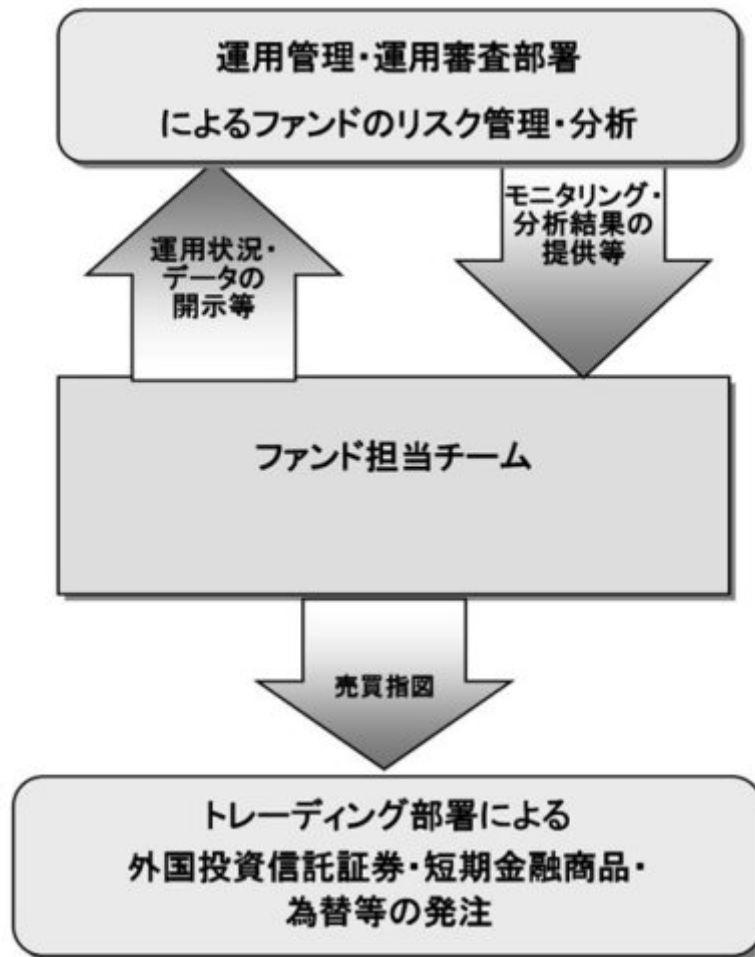 運用管理・運用審査部署
によるファンドのリスク管理・分析
運用状況・
データの
開示等
モニタリング・
分析結果の
提供等
ファンド担当チーム
売買指図
トレーディング部署による
外国投資信託証券・短期金融商品・
為替等の発注